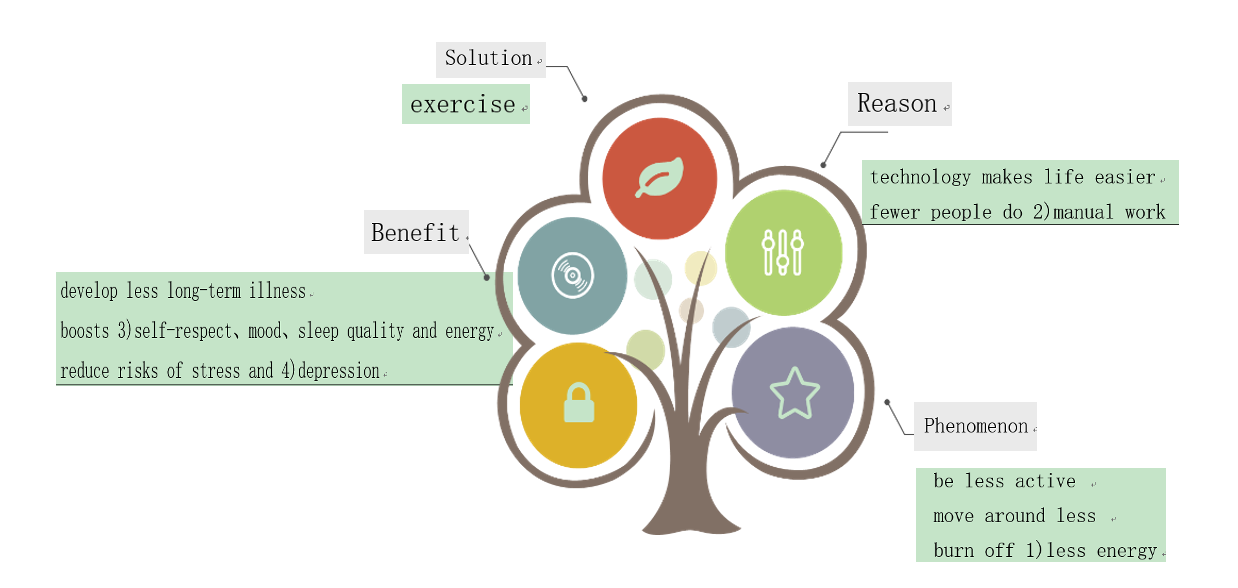 Solution
exercise
Reason
technology makes life easier
fewer people do 2)manual work
Benefit
develop less long-term illness
boosts 3)self-respect、mood、sleep quality and energy
reduce risks of stress and 4)depression
Phenomenon
be less active
move around less
burn off 1)less energy